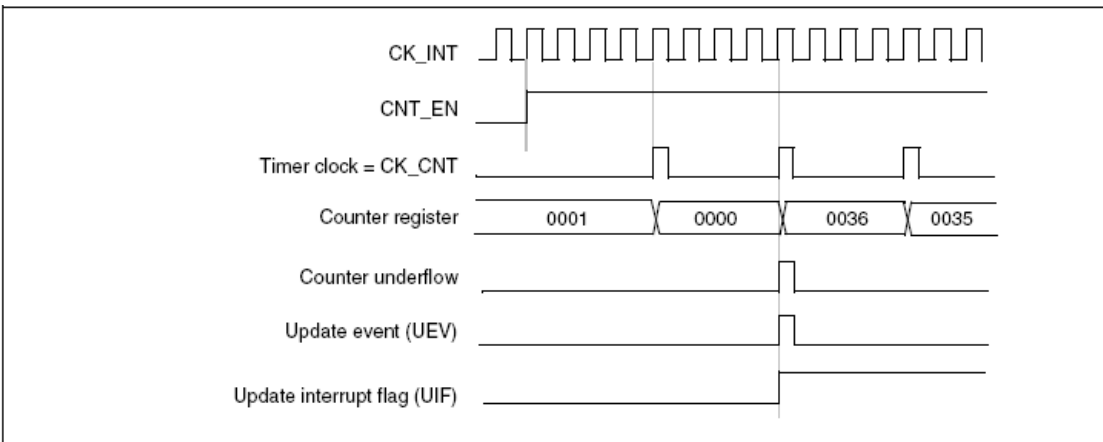 CK_INT
CNT_EN
Timer clock = CK_CNT
Counter register 0001 0000 0036 0035
Counter underflow
Update event (UEV)
Update interrupt flag (UIF)